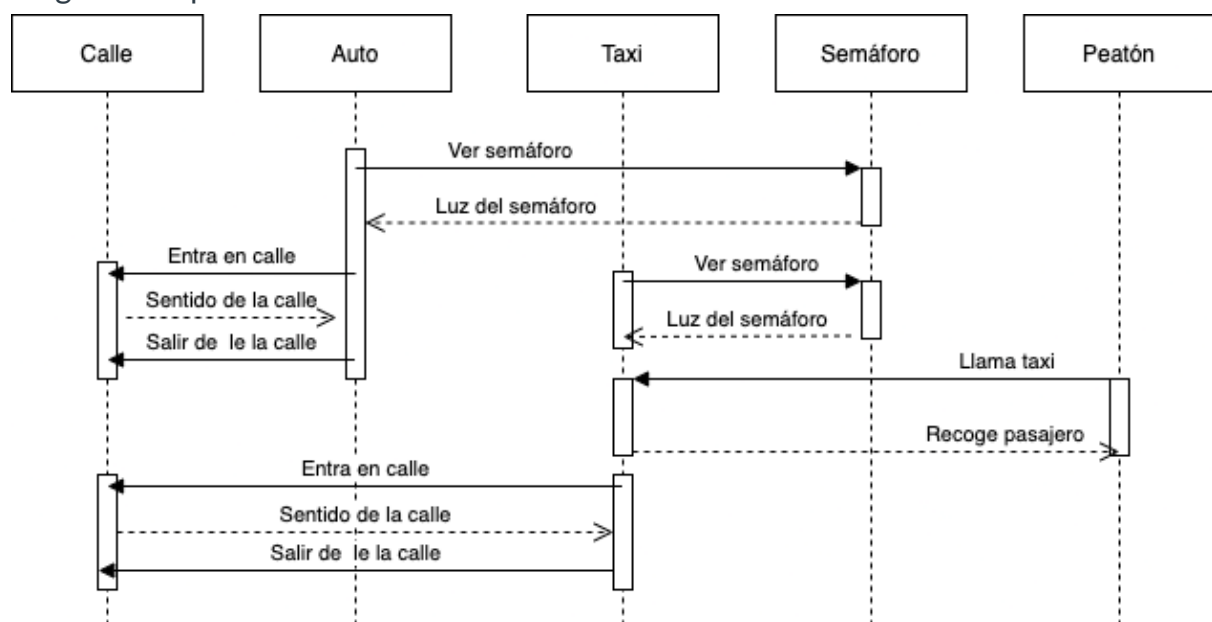 Calle
Auto
Taxi
Semáforo
Peatón
Ver semáforo
Luz del semáforo
Entra en calle
Ver semáforo
Sentido de la calle
Luz del semáforo
Salir de le la calle
Llama taxi
Recoge pasajero
Entra en calle
Sentido de la calle
Salir de le la calle